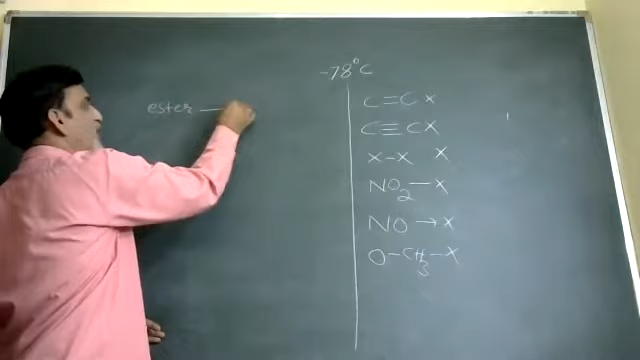 -78°C
ester —
C=C x
C≡C x
x-x x
NO₂ — x
NO → x
O-CH₃-x